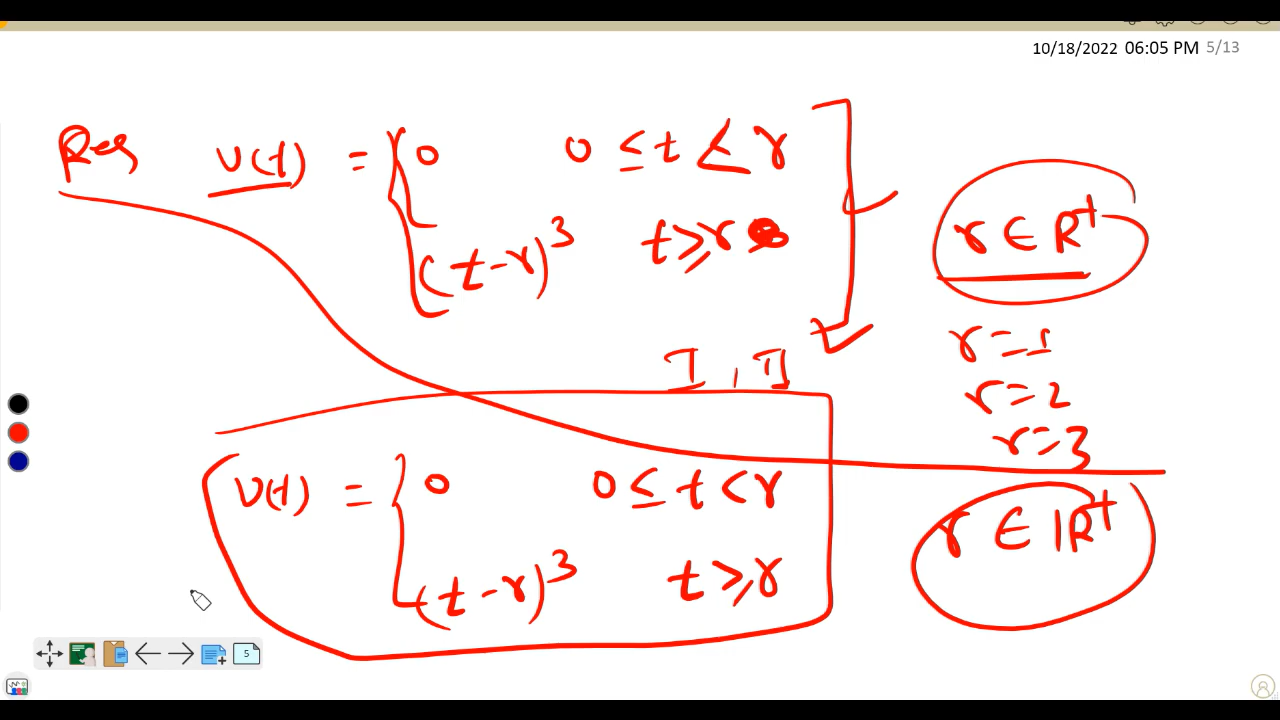 10/18/2022 06:05 PM 5/13
Res υ(t) = { 0 0 ≤ t < r
(t-r)^3 t ≥ r
r ∈ R^+
r=1
I, II
r=2
r=3
υ(t) = { 0 0 ≤ t < r
r ∈ ℝ^+
(t-r)^3 t ≥ r
5